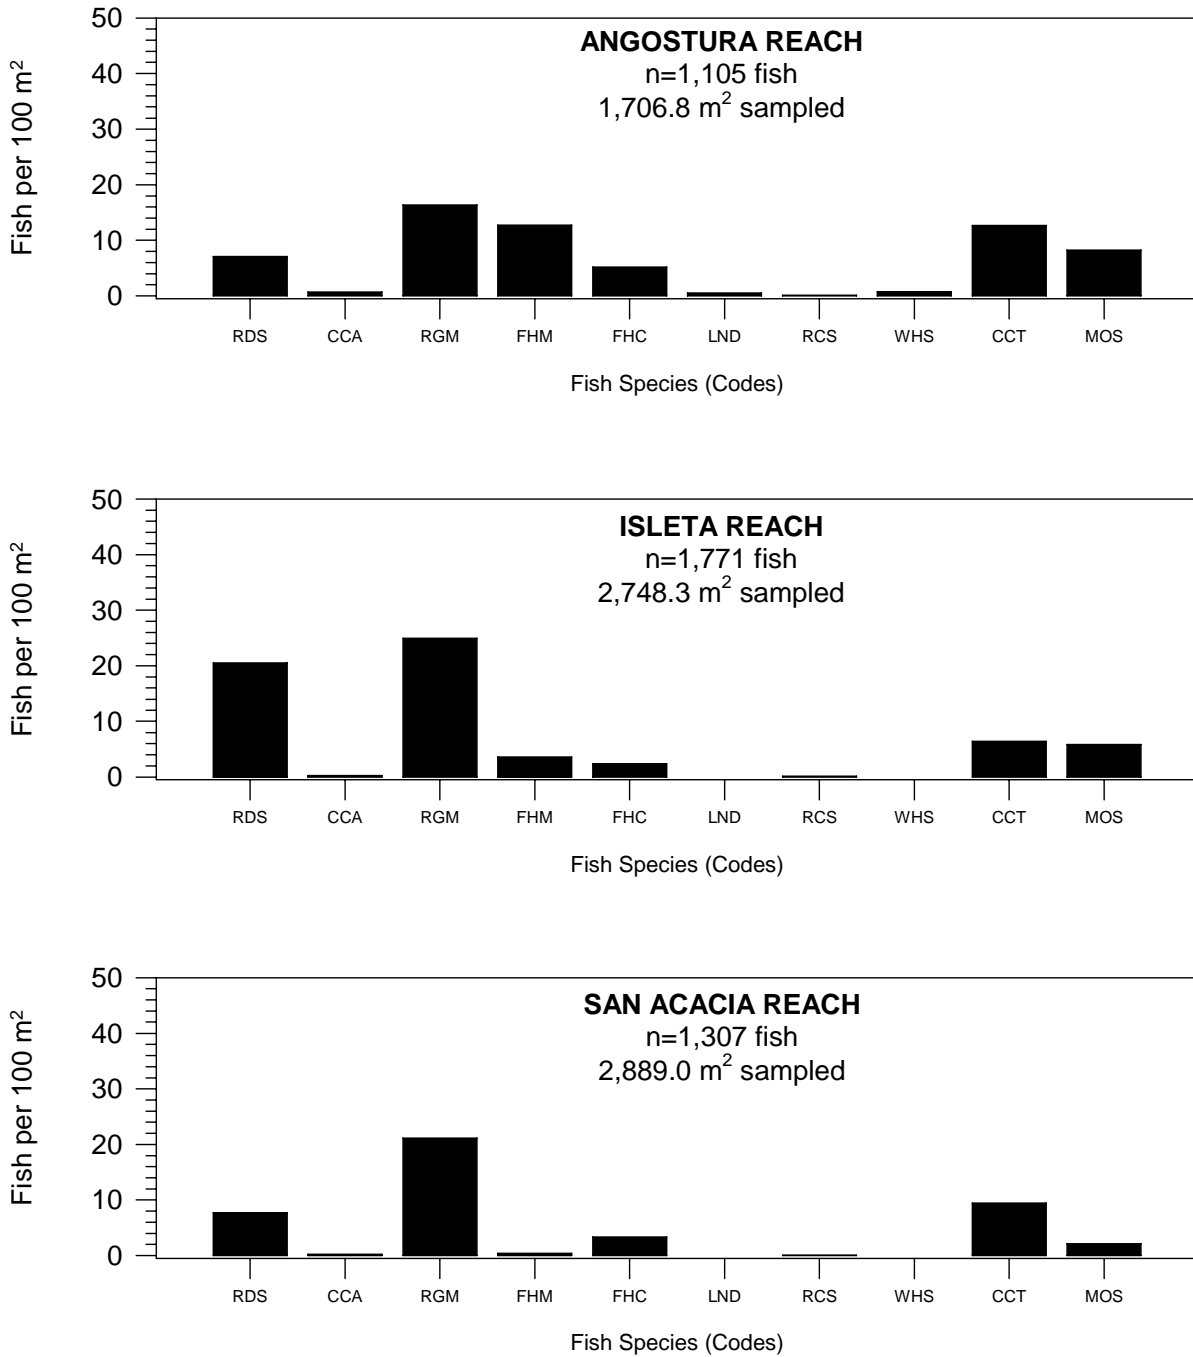 ANGOSTURA REACH
n=1,105 fish
1,706.8 m² sampled
Fish per 100 m²
50
40
30
20
10
0
RDS CCA RGM FHM FHC LND RCS WHS CCT MOS
Fish Species (Codes)
ISLETA REACH
n=1,771 fish
2,748.3 m² sampled
Fish per 100 m²
50
40
30
20
10
0
RDS CCA RGM FHM FHC LND RCS WHS CCT MOS
Fish Species (Codes)
SAN ACACIA REACH
n=1,307 fish
2,889.0 m² sampled
Fish per 100 m²
50
40
30
20
10
0
RDS CCA RGM FHM FHC LND RCS WHS CCT MOS
Fish Species (Codes)